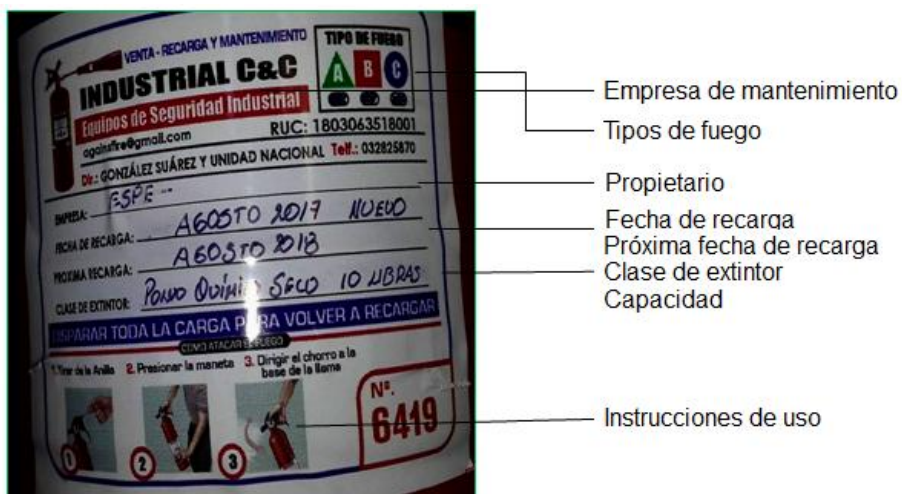 VENTA - RECARGA Y MANTENIMIENTO
INDUSTRIAL C&C
Equipos de Seguridad Industrial
againsfire@gmail.com
RUC: 1803063518001
Dir.: GONZÁLEZ SUÁREZ Y UNIDAD NACIONAL Telf.: 032825870
TIPO DE FUEGO
A B C
EMPRESA: ESPE --
FECHA DE RECARGA: AGOSTO 2017 NUEVO
PROXIMA RECARGA: AGOSTO 2018
CLASE DE EXTINTOR: POLVO QUÍMICO SECO 10 LIBRAS
DISPARAR TODA LA CARGA PARA VOLVER A RECARGAR
COMO ATACAR EL FUEGO
1. Tirar de la Anilla 2. Presionar la maneta 3. Dirigir el chorro a la
base de la llama
1 2 3
Nº.
6419
Empresa de mantenimiento
Tipos de fuego
Propietario
Fecha de recarga
Próxima fecha de recarga
Clase de extintor
Capacidad
Instrucciones de uso